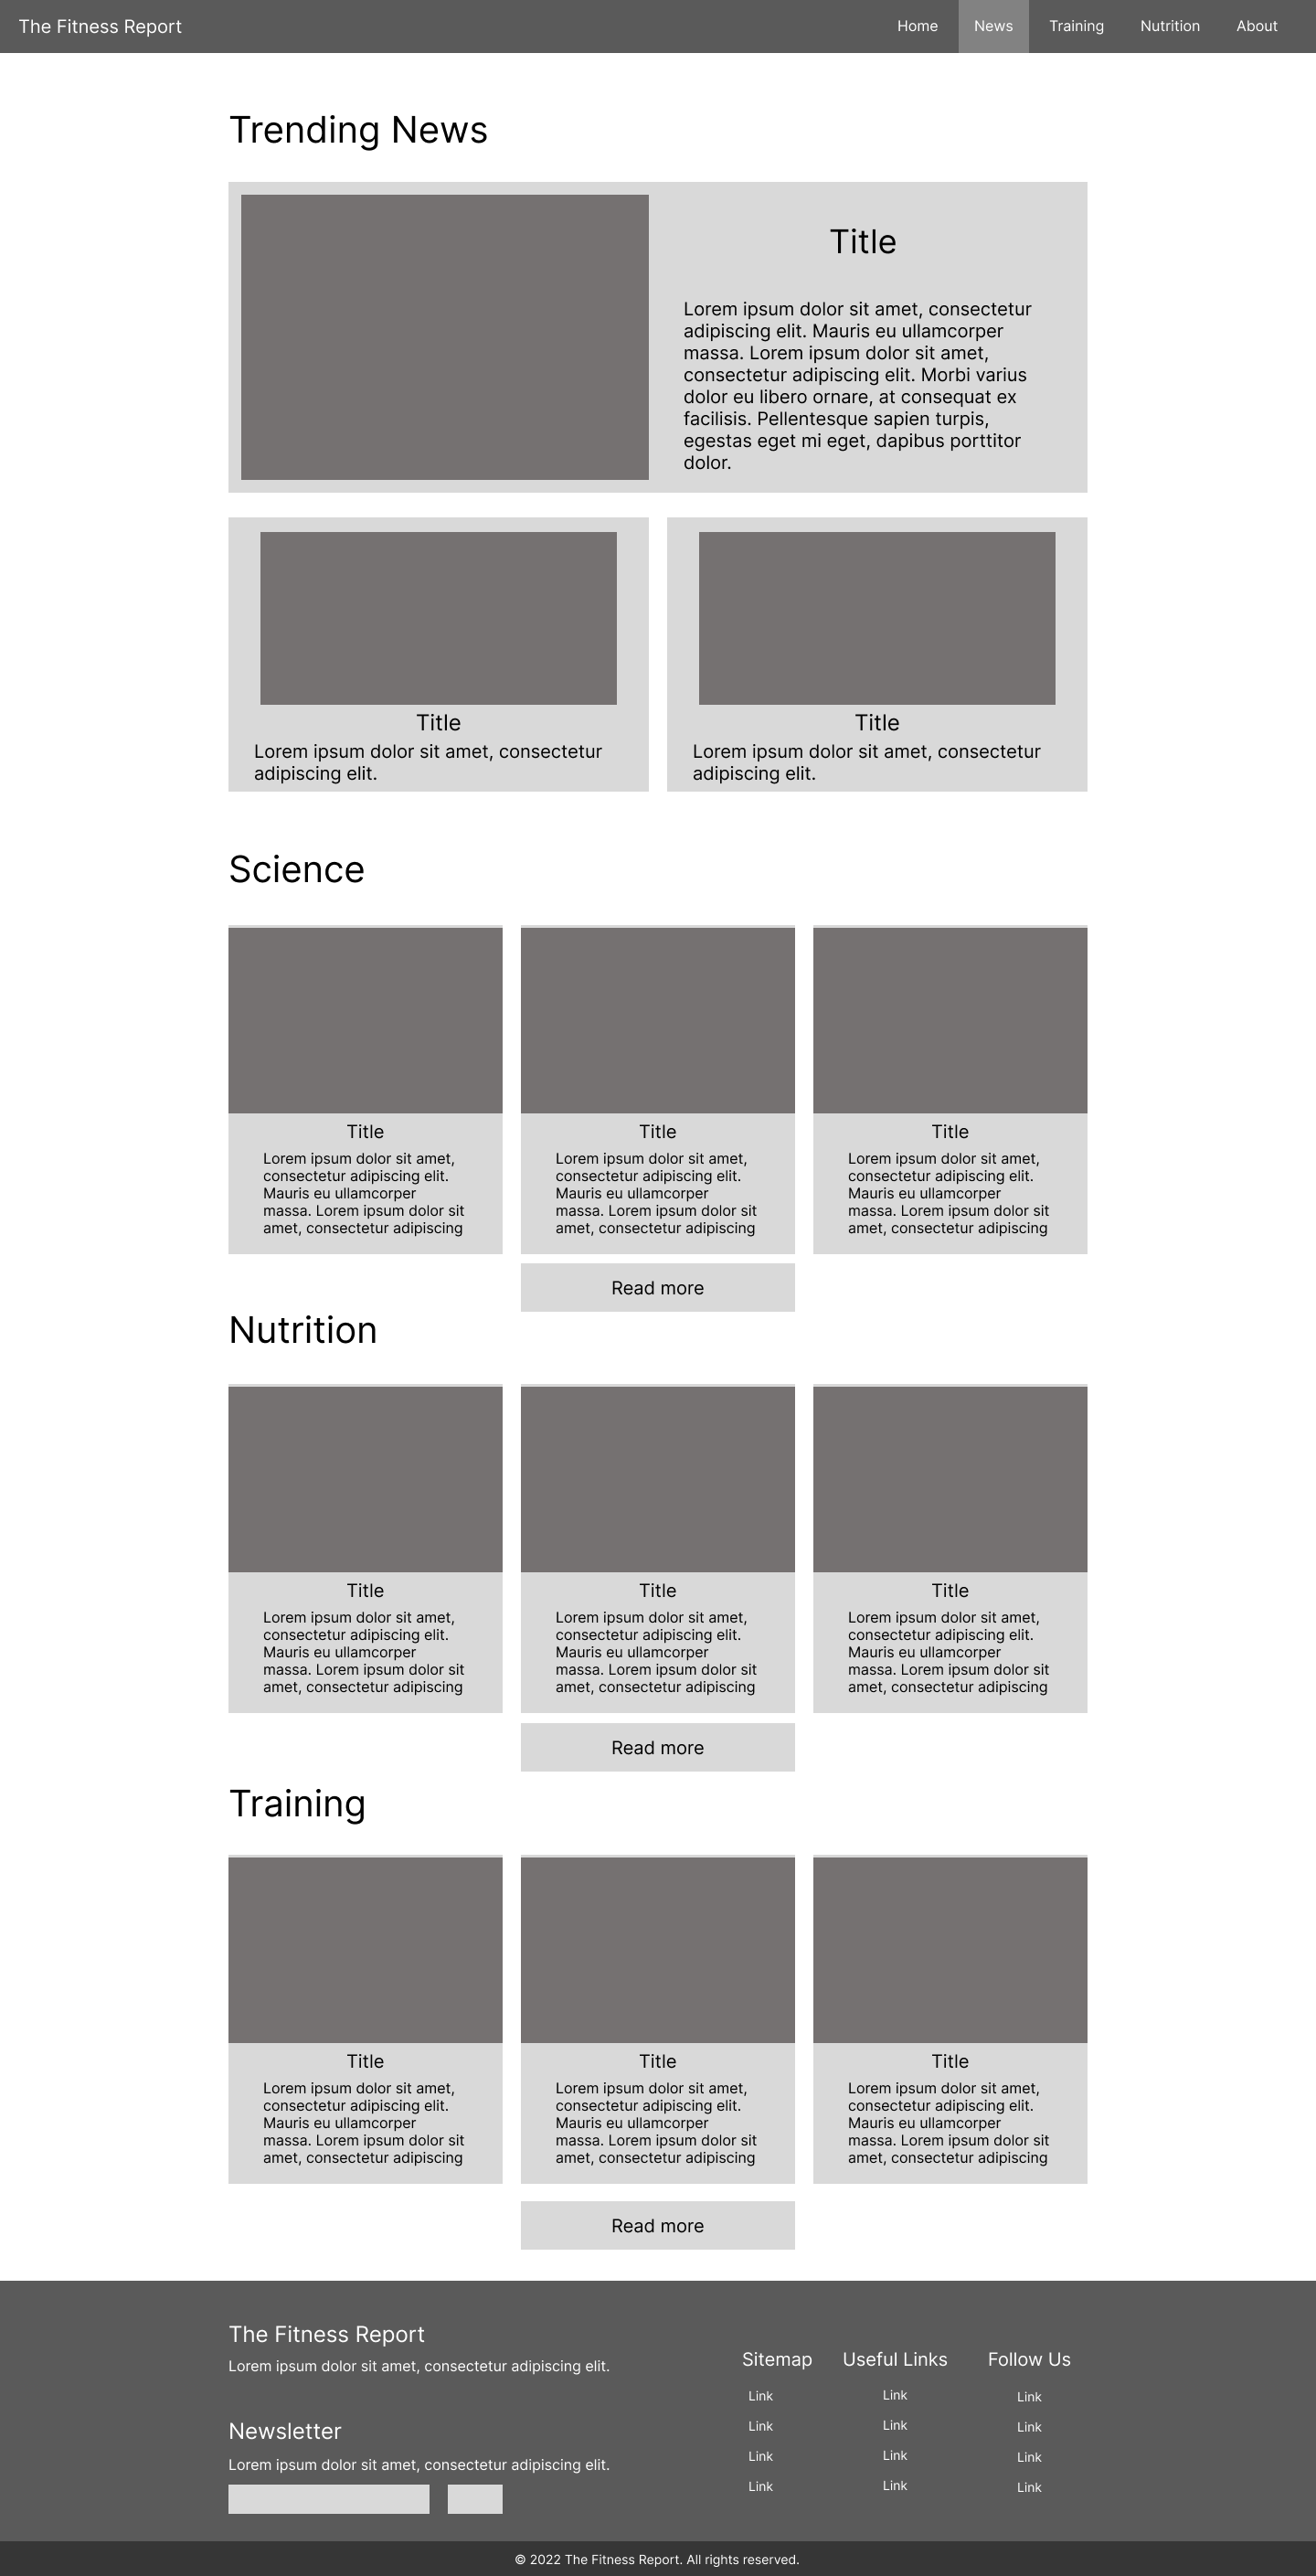 The Fitness Report
Home
News
Training
Nutrition
About
Trending News
Title
Lorem ipsum dolor sit amet, consectetur
adipiscing elit. Mauris eu ullamcorper
massa. Lorem ipsum dolor sit amet,
consectetur adipiscing elit. Morbi varius
dolor eu libero ornare, at consequat ex
facilisis. Pellentesque sapien turpis,
egestas eget mi eget, dapibus porttitor
dolor.
Title
Lorem ipsum dolor sit amet, consectetur
adipiscing elit.
Title
Lorem ipsum dolor sit amet, consectetur
adipiscing elit.
Science
Title
Lorem ipsum dolor sit amet,
consectetur adipiscing elit.
Mauris eu ullamcorper
massa. Lorem ipsum dolor sit
amet, consectetur adipiscing
Title
Lorem ipsum dolor sit amet,
consectetur adipiscing elit.
Mauris eu ullamcorper
massa. Lorem ipsum dolor sit
amet, consectetur adipiscing
Title
Lorem ipsum dolor sit amet,
consectetur adipiscing elit.
Mauris eu ullamcorper
massa. Lorem ipsum dolor sit
amet, consectetur adipiscing
Read more
Nutrition
Title
Lorem ipsum dolor sit amet,
consectetur adipiscing elit.
Mauris eu ullamcorper
massa. Lorem ipsum dolor sit
amet, consectetur adipiscing
Title
Lorem ipsum dolor sit amet,
consectetur adipiscing elit.
Mauris eu ullamcorper
massa. Lorem ipsum dolor sit
amet, consectetur adipiscing
Title
Lorem ipsum dolor sit amet,
consectetur adipiscing elit.
Mauris eu ullamcorper
massa. Lorem ipsum dolor sit
amet, consectetur adipiscing
Read more
Training
Title
Lorem ipsum dolor sit amet,
consectetur adipiscing elit.
Mauris eu ullamcorper
massa. Lorem ipsum dolor sit
amet, consectetur adipiscing
Title
Lorem ipsum dolor sit amet,
consectetur adipiscing elit.
Mauris eu ullamcorper
massa. Lorem ipsum dolor sit
amet, consectetur adipiscing
Title
Lorem ipsum dolor sit amet,
consectetur adipiscing elit.
Mauris eu ullamcorper
massa. Lorem ipsum dolor sit
amet, consectetur adipiscing
Read more
The Fitness Report
Lorem ipsum dolor sit amet, consectetur adipiscing elit.
Newsletter
Lorem ipsum dolor sit amet, consectetur adipiscing elit.
Sitemap
Link
Link
Link
Link
Useful Links
Link
Link
Link
Link
Follow Us
Link
Link
Link
Link
© 2022 The Fitness Report. All rights reserved.